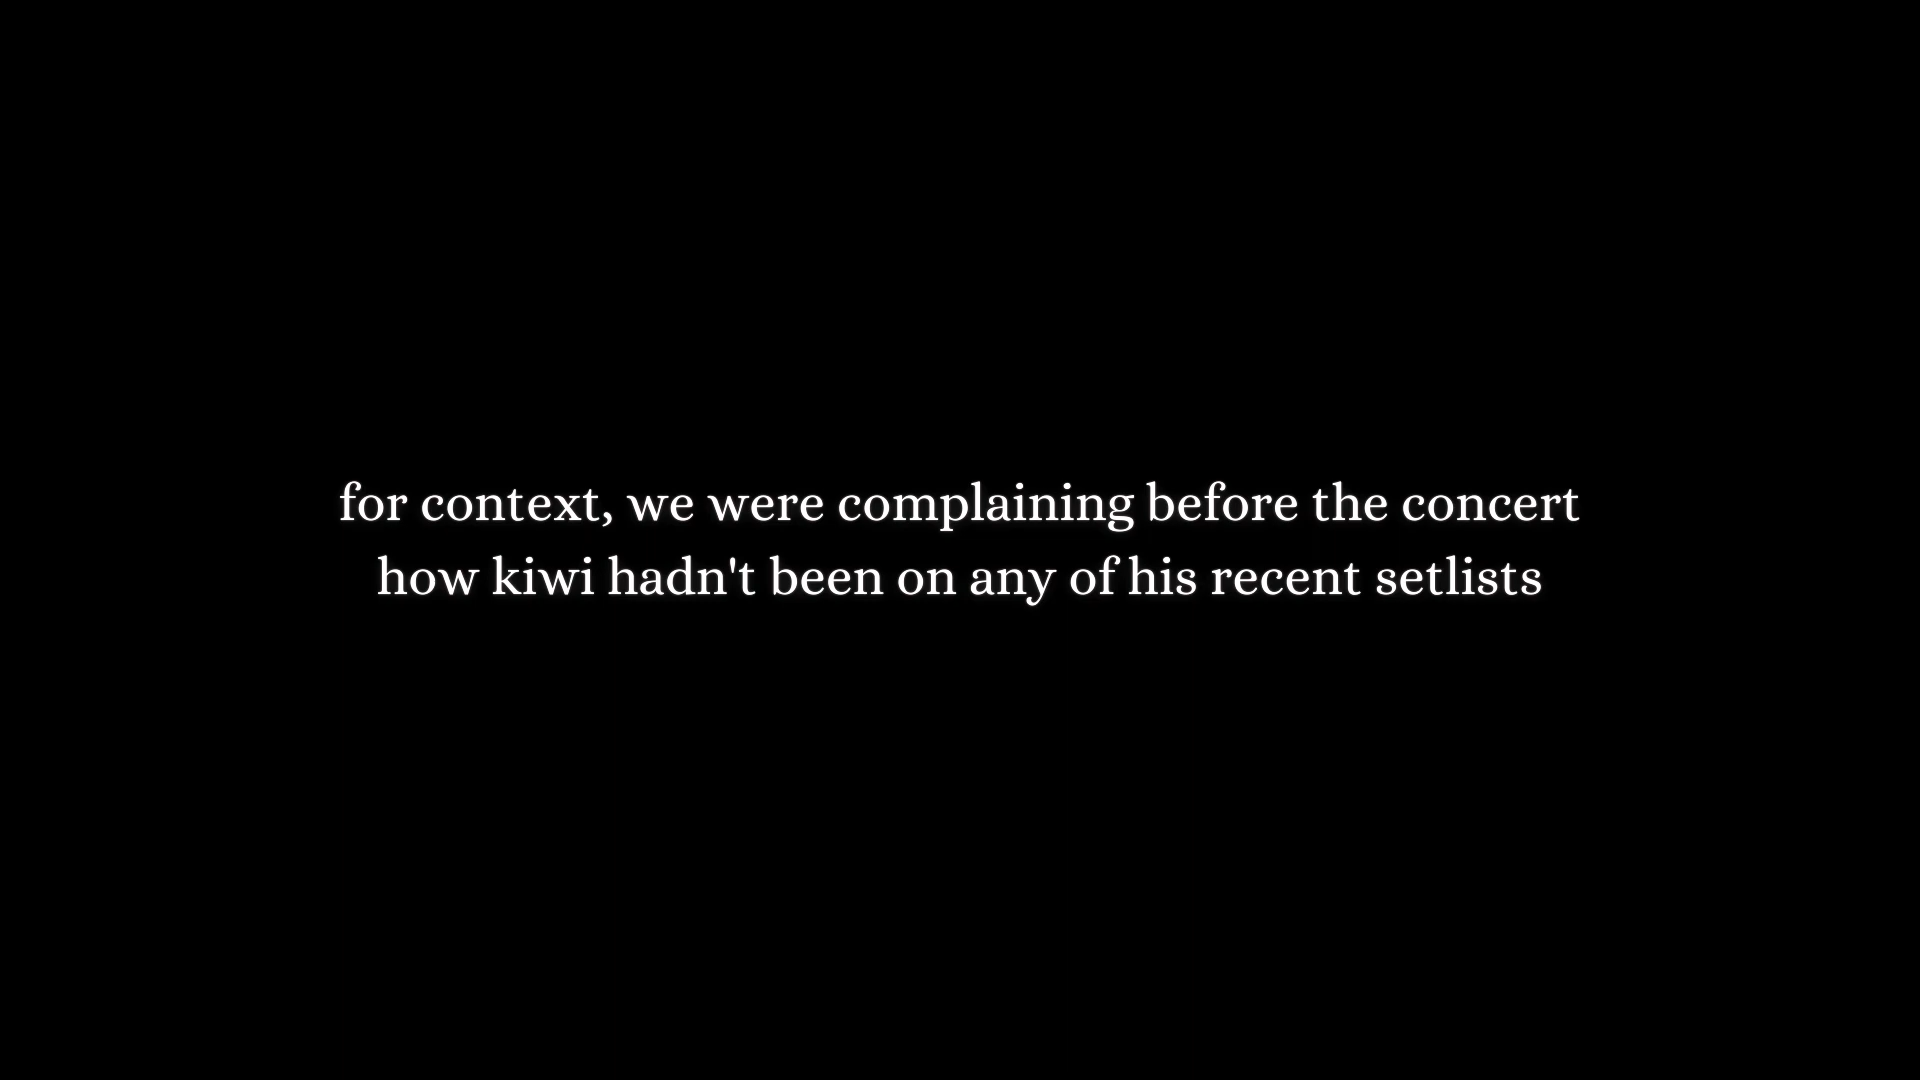 for context, we were complaining before the concert
how kiwi hadn't been on any of his recent setlists